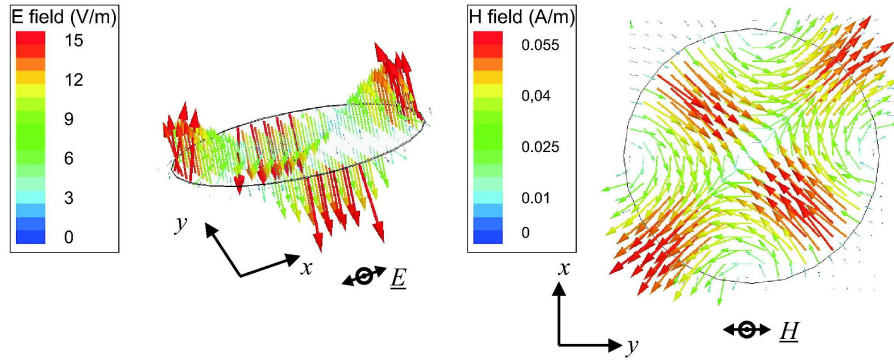 E field (V/m)
15
12
9
6
3
0
y
x
E
H field (A/m)
0.055
0,04
0.025
0.01
0
x
y
H